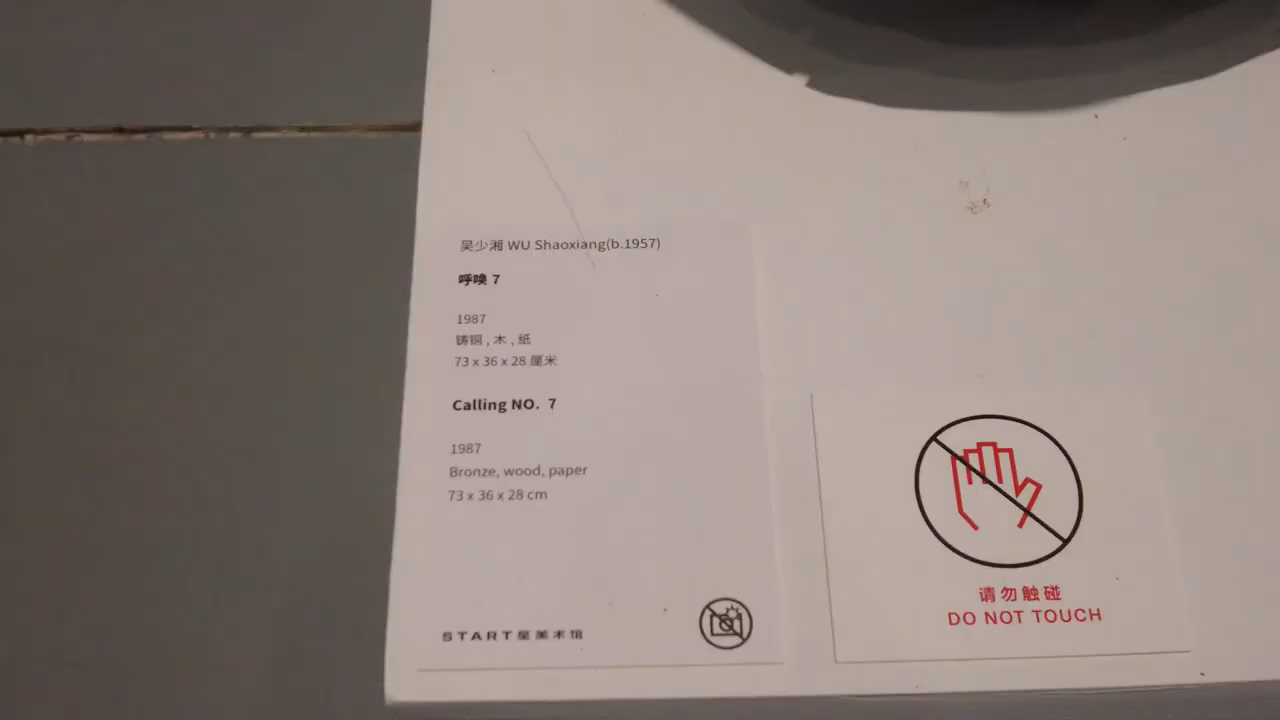 吴少湘 WU Shaoxiang(b.1957)
呼唤 7
1987
铸铜 , 木 , 纸
73 x 36 x 28 厘米
Calling NO. 7
1987
Bronze, wood, paper
73 x 36 x 28 cm
START星美术馆
请勿触碰
DO NOT TOUCH